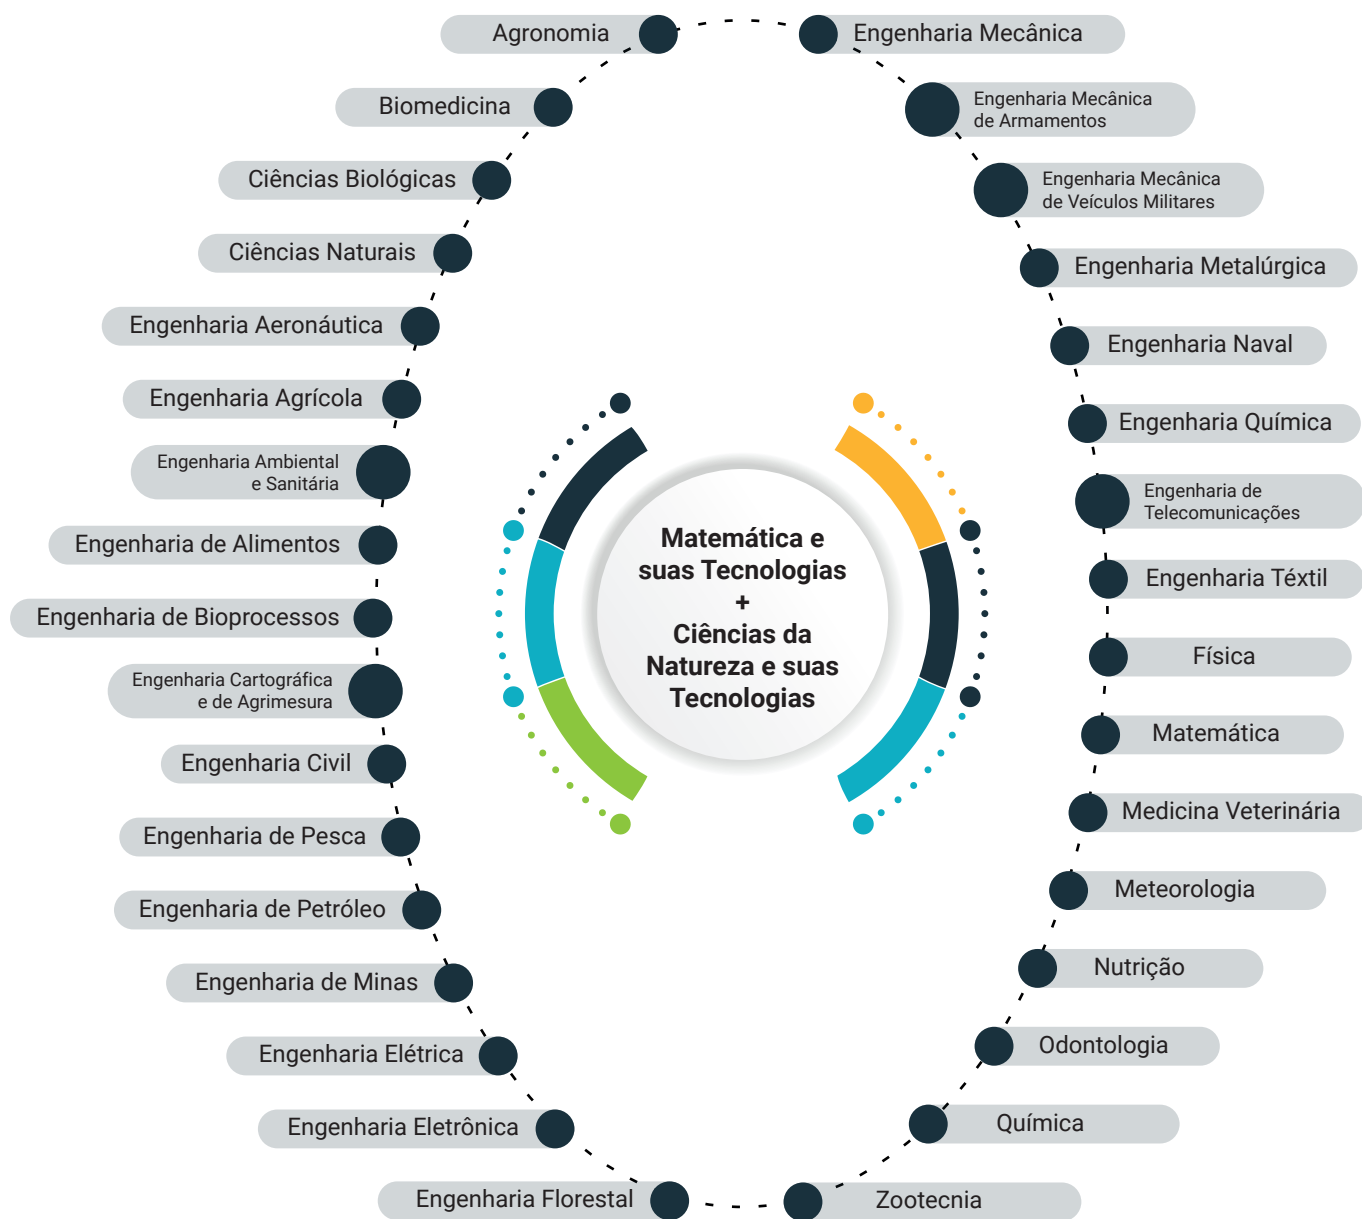 Agronomia
Biomedicina
Ciências Biológicas
Ciências Naturais
Engenharia Aeronáutica
Engenharia Agrícola
Engenharia Ambiental
e Sanitária
Engenharia de Alimentos
Engenharia de Bioprocessos
Engenharia Cartográfica
e de Agrimesura
Engenharia Civil
Engenharia de Pesca
Engenharia de Petróleo
Engenharia de Minas
Engenharia Elétrica
Engenharia Eletrônica
Engenharia Florestal
Matemática e
suas Tecnologias
+
Ciências da
Natureza e suas
Tecnologias
Engenharia Mecânica
Engenharia Mecânica
de Armamentos
Engenharia Mecânica
de Veículos Militares
Engenharia Metalúrgica
Engenharia Naval
Engenharia Química
Engenharia de
Telecomunicações
Engenharia Téxtil
Física
Matemática
Medicina Veterinária
Meteorologia
Nutrição
Odontologia
Química
Zootecnia